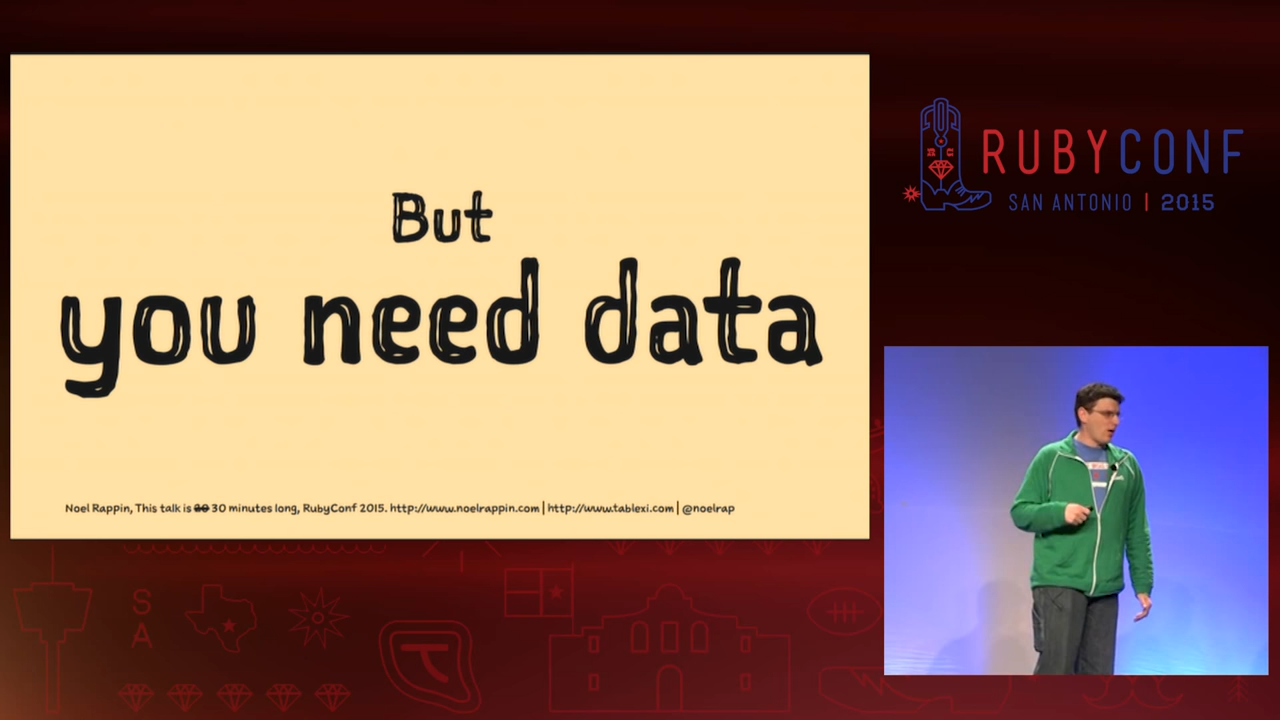 But
you need data
Noel Rappin, This talk is 20 30 minutes long, RubyConf 2015. http://www.noelrappin.com | http://www.tablexi.com | @noelrap
RUBYCONF
SAN ANTONIO | 2015
S
A